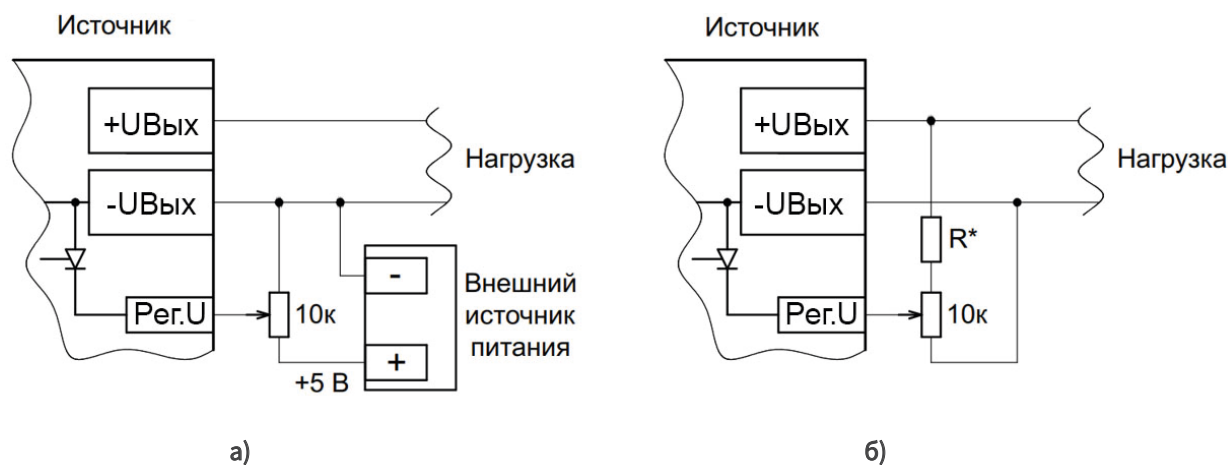 Источник
+UВых
-UВых
Нагрузка
-
Рег.U
10к
Внешний
источник
питания
+
+5 В
а)
Источник
+UВых
-UВых
Нагрузка
R*
Рег.U
10к
б)